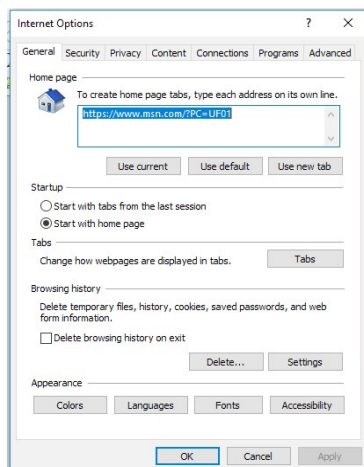 Internet Options ? X
General Security Privacy Content Connections Programs Advanced
Home page
To create home page tabs, type each address on its own line.
https://www.msn.com/?PC=UF01
Use current Use default Use new tab
Startup
Start with tabs from the last session
Start with home page
Tabs
Change how webpages are displayed in tabs. Tabs
Browsing history
Delete temporary files, history, cookies, saved passwords, and web
form information.
Delete browsing history on exit
Delete... Settings
Appearance
Colors Languages Fonts Accessibility
OK Cancel Apply